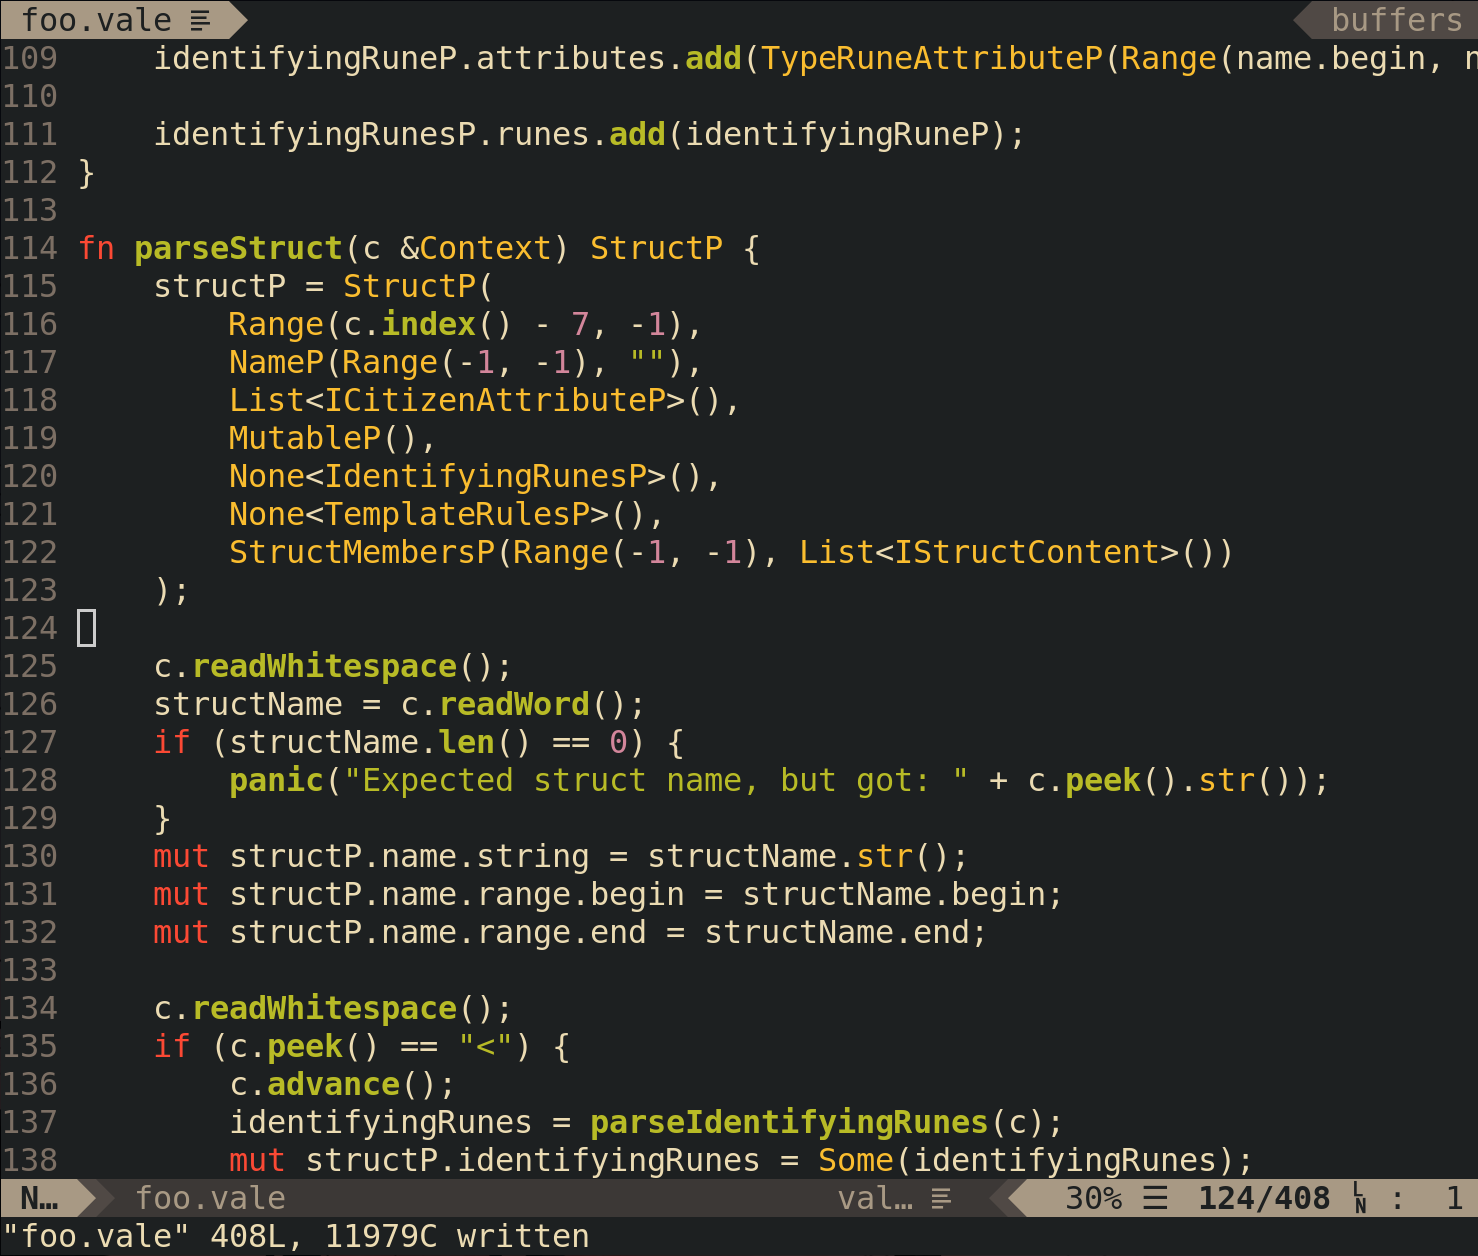 foo.vale buffers
109     identifyingRuneP.attributes.add(TypeRuneAttributeP(Range(name.begin, n
110
111     identifyingRunesP.runes.add(identifyingRuneP);
112 }
113
114 fn parseStruct(c &Context) StructP {
115     structP = StructP(
116         Range(c.index() - 7, -1),
117         NameP(Range(-1, -1), ""),
118         List<ICitizenAttributeP>(),
119         MutableP(),
120         None<IdentifyingRunesP>(),
121         None<TemplateRulesP>(),
122         StructMembersP(Range(-1, -1), List<IStructContent>())
123     );
124
125     c.readWhitespace();
126     structName = c.readWord();
127     if (structName.len() == 0) {
128         panic("Expected struct name, but got: " + c.peek().str());
129     }
130     mut structP.name.string = structName.str();
131     mut structP.name.range.begin = structName.begin;
132     mut structP.name.range.end = structName.end;
133
134     c.readWhitespace();
135     if (c.peek() == "<") {
136         c.advance();
137         identifyingRunes = parseIdentifyingRunes(c);
138         mut structP.identifyingRunes = Some(identifyingRunes);
N… foo.vale val… 30% ☰ 124/408 LN : 1
"foo.vale" 408L, 11979C written